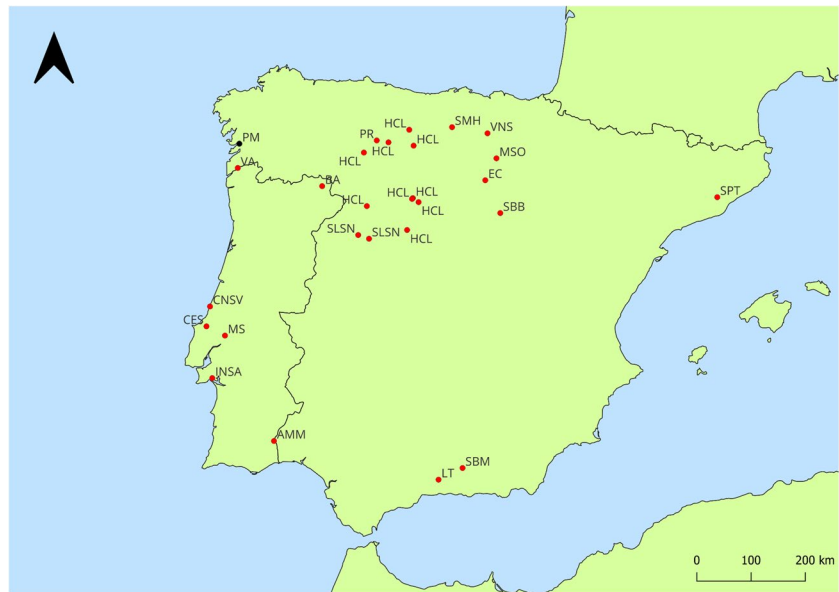 HCL
SMH
VNS
PM
PR
HCL
HCL
MSO
HCL
VA
EC
BA
HCL
HCL
SPT
HCL
HCL
SBB
SLSN
SLSN
HCL
CNSV
CES
MS
INSA
AMM
SBM
LT
0 100 200 km